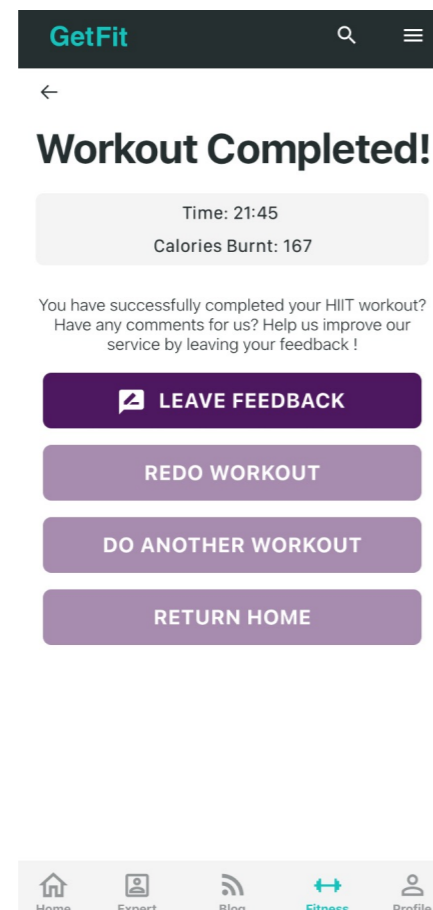 GetFit
Workout Completed!
Time: 21:45
Calories Burnt: 167
You have successfully completed your HIIT workout?
Have any comments for us? Help us improve our
service by leaving your feedback !
LEAVE FEEDBACK
REDO WORKOUT
DO ANOTHER WORKOUT
RETURN HOME
Home Expert Blog Fitness Profile